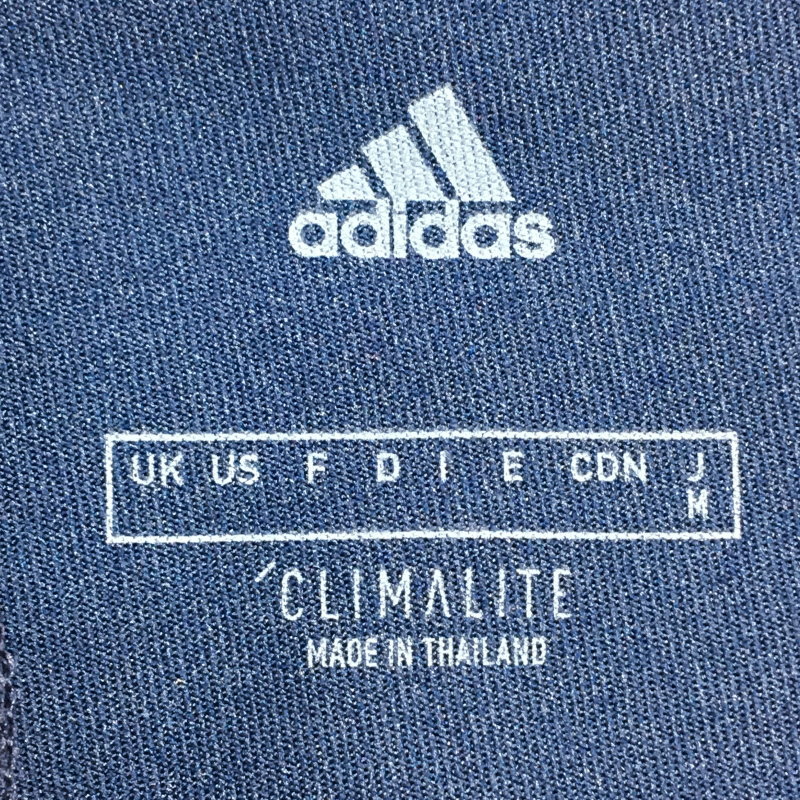 adidas
UK US F D I E CDN J
M
CLIMALITE
MADE IN THAILAND